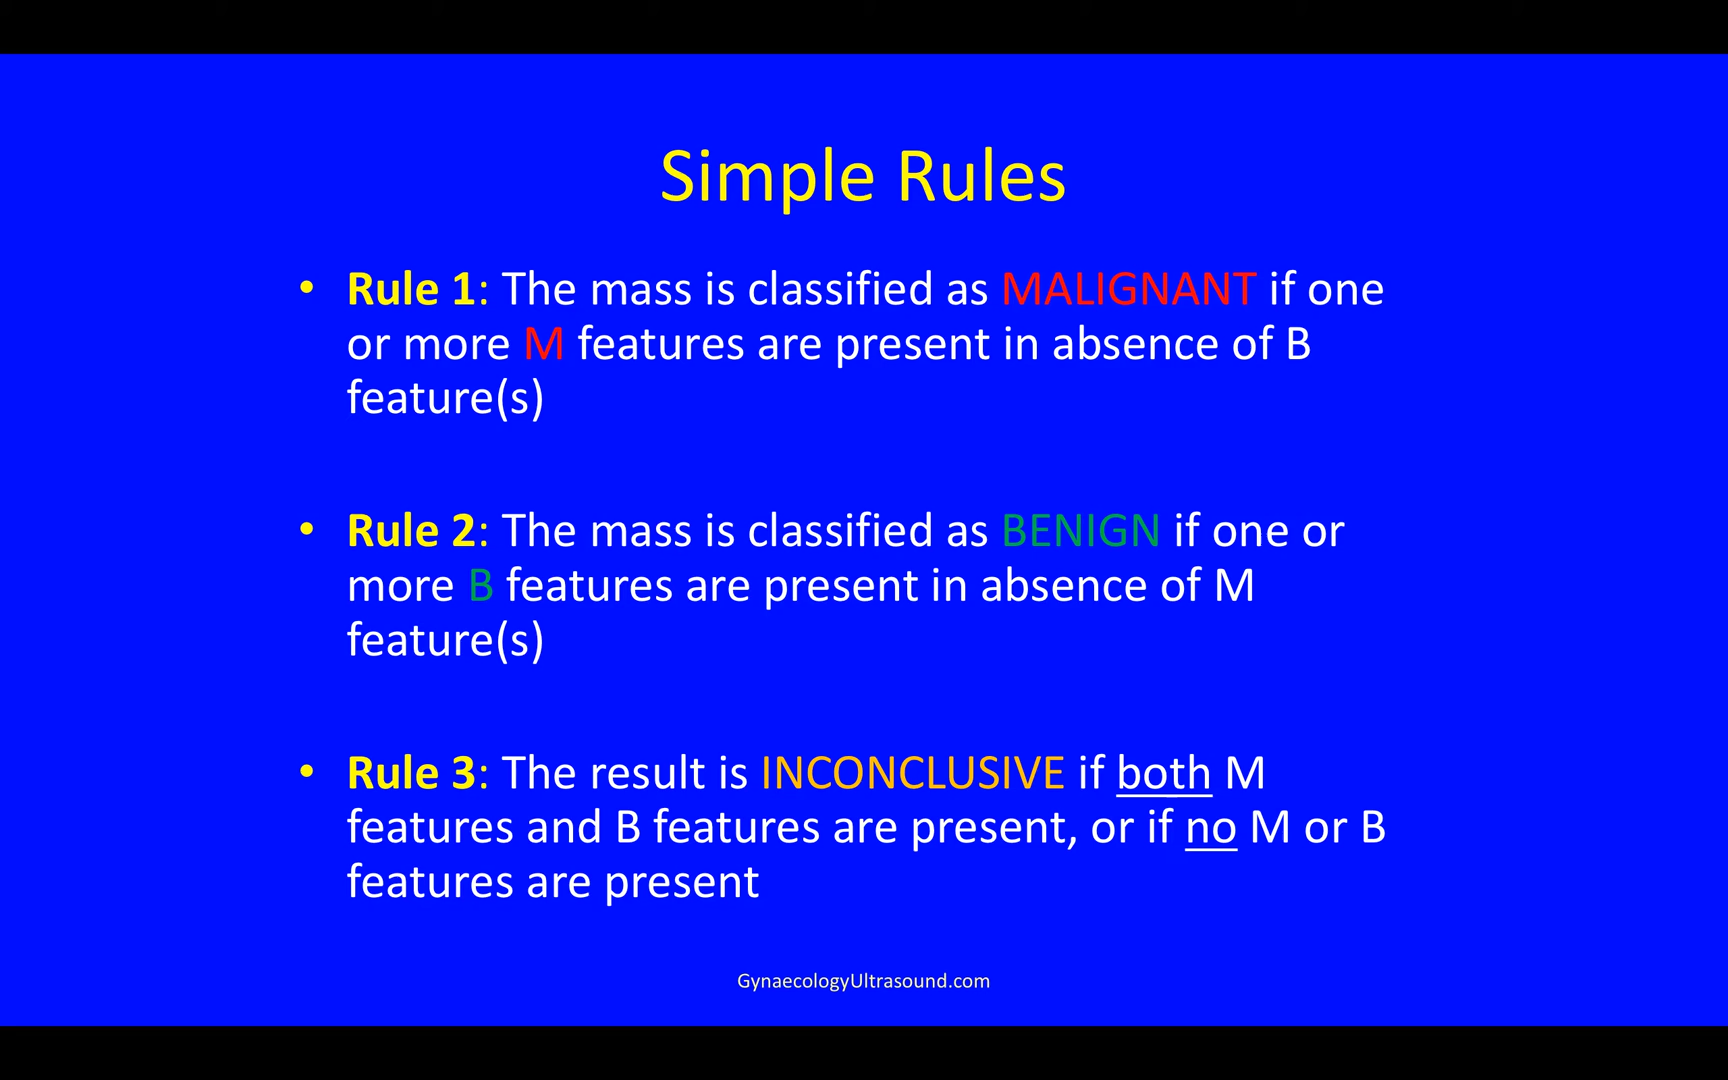 Simple Rules
• Rule 1: The mass is classified as MALIGNANT if one
or more M features are present in absence of B
feature(s)
• Rule 2: The mass is classified as BENIGN if one or
more B features are present in absence of M
feature(s)
• Rule 3: The result is INCONCLUSIVE if both M
features and B features are present, or if no M or B
features are present
GynaecologyUltrasound.com